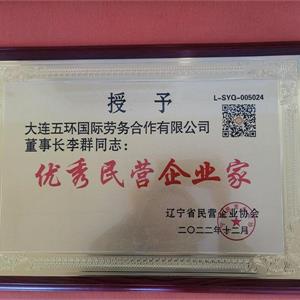 授予
L-SYQ-005024
大连五环国际劳务合作有限公司
董事长李群同志：
优秀民营企业家
辽宁省民营企业协会
二〇二二年十二月